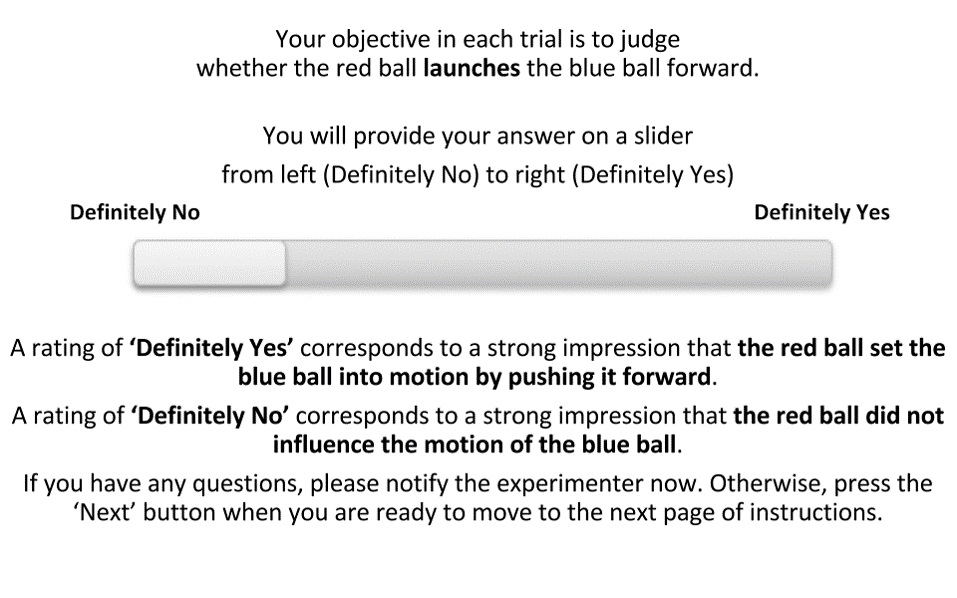 Your objective in each trial is to judge
whether the red ball launches the blue ball forward.
You will provide your answer on a slider
from left (Definitely No) to right (Definitely Yes)
Definitely No
Definitely Yes
A rating of ‘Definitely Yes’ corresponds to a strong impression that the red ball set the
blue ball into motion by pushing it forward.
A rating of ‘Definitely No’ corresponds to a strong impression that the red ball did not
influence the motion of the blue ball.
If you have any questions, please notify the experimenter now. Otherwise, press the
‘Next’ button when you are ready to move to the next page of instructions.